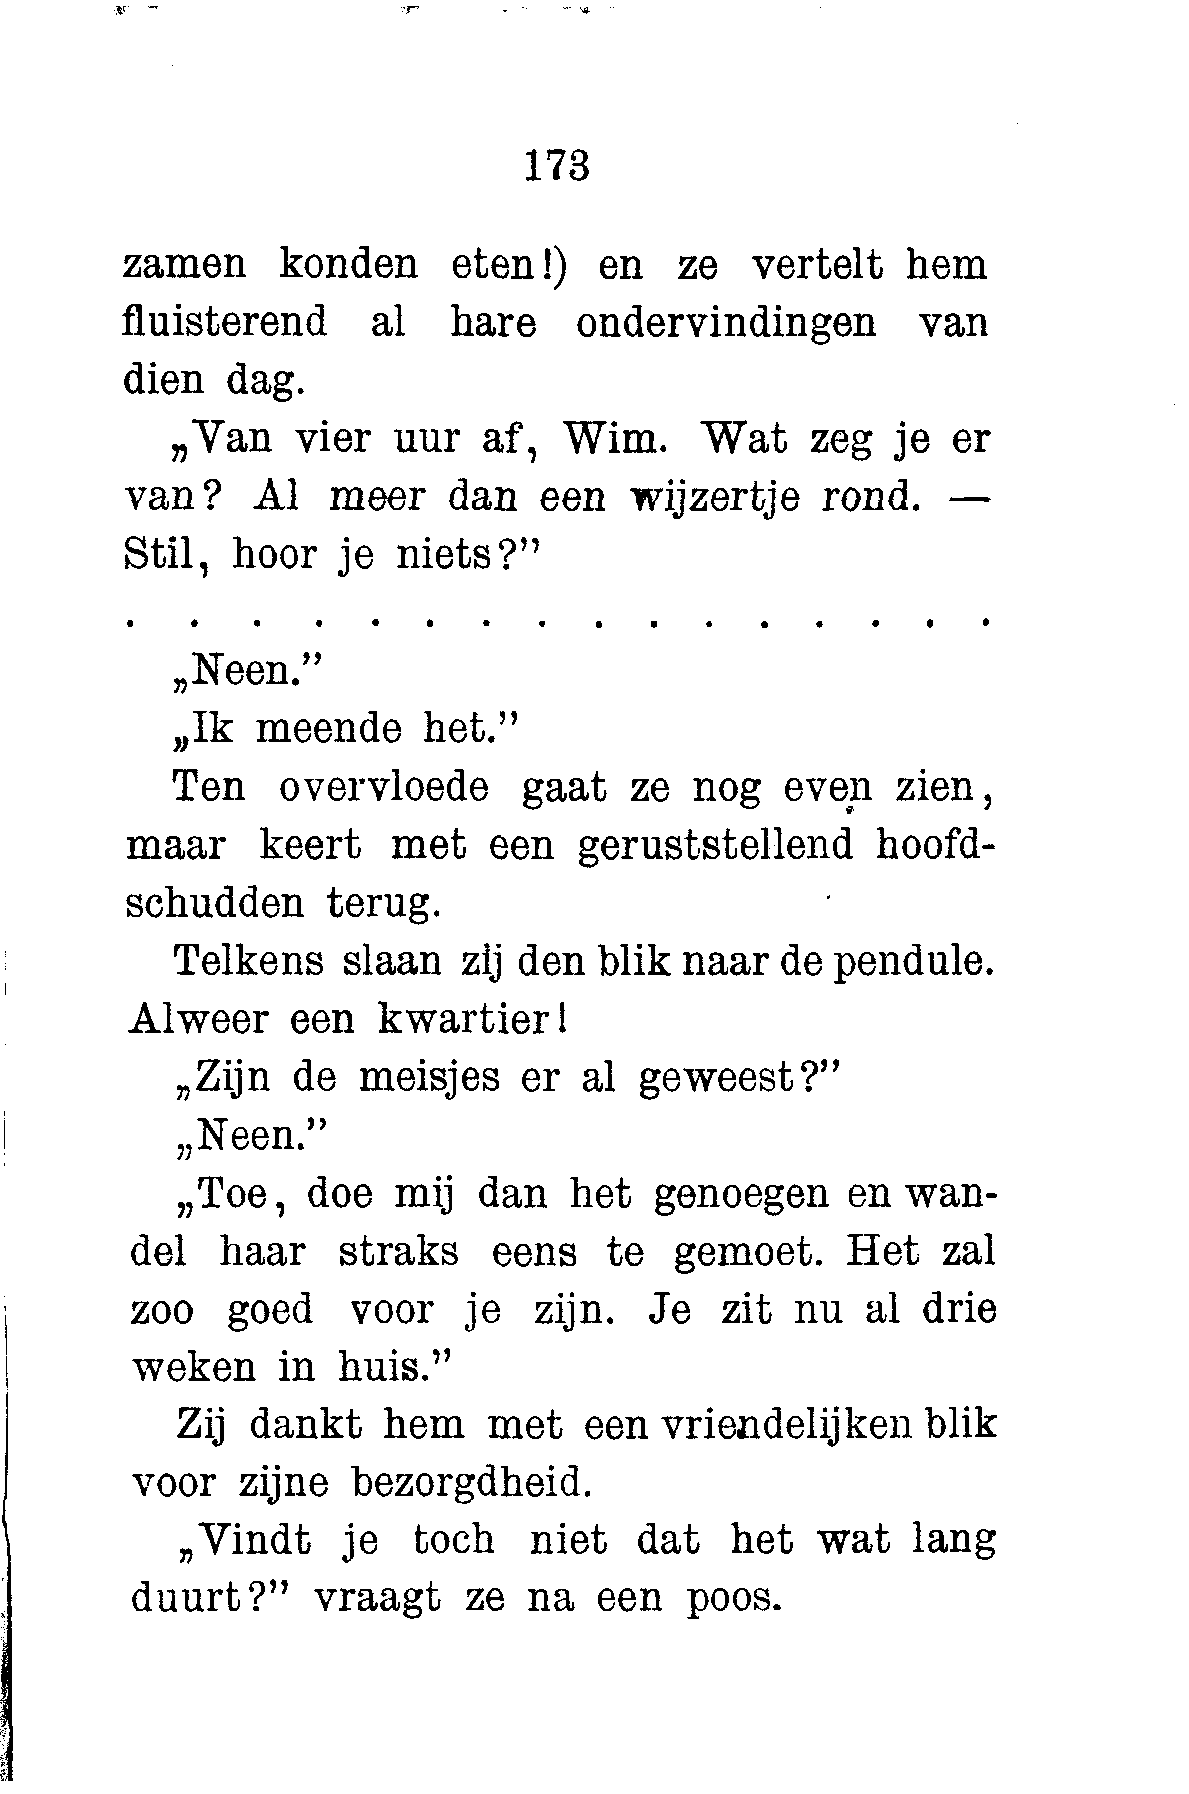 173
zamen konden eten!) en ze vertelt hem
fluisterend al hare ondervindingen van
dien dag.
„Van vier uur af, Wim. Wat zeg je er
van? Al meer dan een wijzertje rond. —
Stil, hoor je niets?”
. . . . . . . . . . . . . . . .
„Neen.”
„Ik meende het.”
Ten overvloede gaat ze nog even zien,
maar keert met een geruststellend hoofd-
schudden terug.
Telkens slaan zij den blik naar de pendule.
Alweer een kwartier!
„Zijn de meisjes er al geweest?”
„Neen.”
„Toe, doe mij dan het genoegen en wan-
del haar straks eens te gemoet. Het zal
zoo goed voor je zijn. Je zit nu al drie
weken in huis.”
Zij dankt hem met een vriendelijken blik
voor zijne bezorgdheid.
„Vindt je toch niet dat het wat lang
duurt?” vraagt ze na een poos.